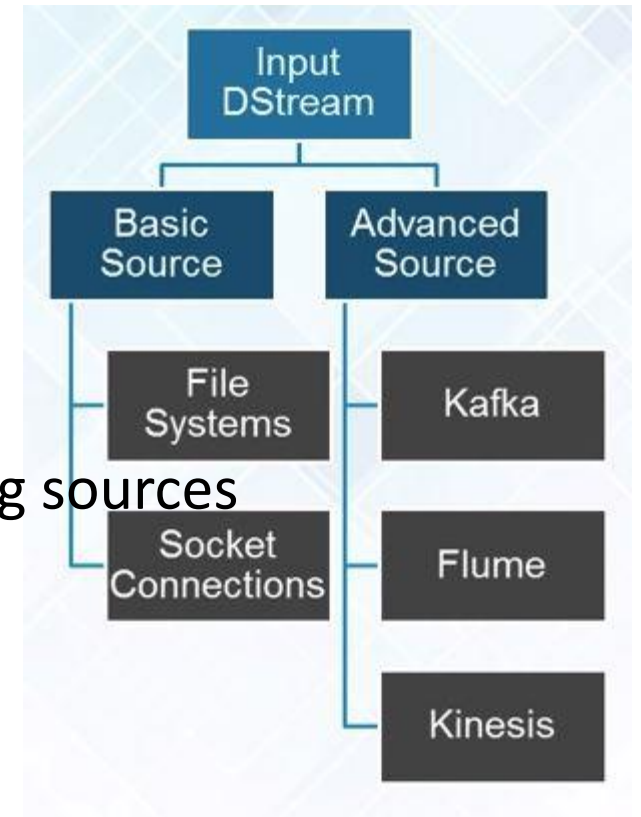 Input
DStream
Basic
Source
Advanced
Source
File
Systems
Kafka
g sources
Socket
Connections
Flume
Kinesis